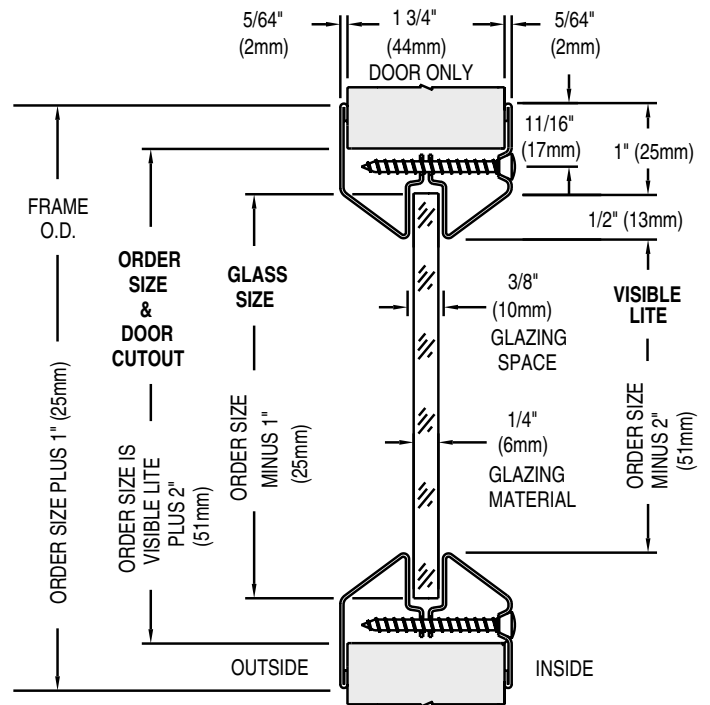 5/64"
(2mm)
1 3/4"
(44mm)
DOOR ONLY
5/64"
(2mm)
11/16"
(17mm)
1" (25mm)
1/2" (13mm)
FRAME
O.D.
ORDER
SIZE
&
DOOR
CUTOUT
GLASS
SIZE
3/8"
(10mm)
GLAZING
SPACE
VISIBLE
LITE
ORDER SIZE PLUS 1" (25mm)
ORDER SIZE IS
VISIBLE LITE
PLUS 2"
(51mm)
ORDER SIZE
MINUS 1"
(25mm)
1/4"
(6mm)
GLAZING
MATERIAL
ORDER SIZE
MINUS 2"
(51mm)
OUTSIDE
INSIDE